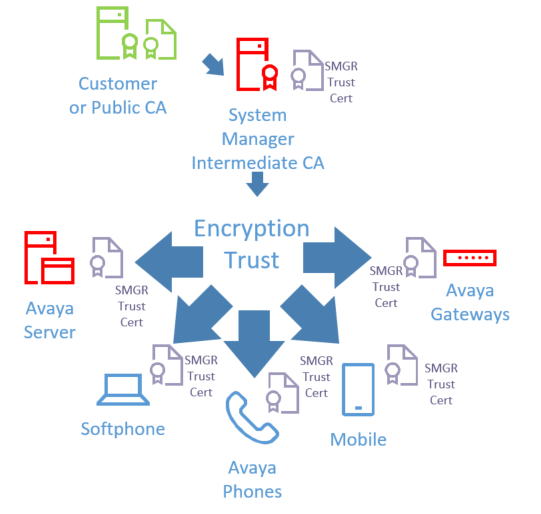 Customer
or Public CA
System
Manager
Intermediate CA
SMGR
Trust
Cert
Encryption
Trust
SMGR
Trust
Cert
Avaya
Server
SMGR
Trust
Cert
Avaya
Gateways
SMGR
Trust
Cert
Softphone
SMGR
Trust
Cert
Avaya
Phones
SMGR
Trust
Cert
Mobile